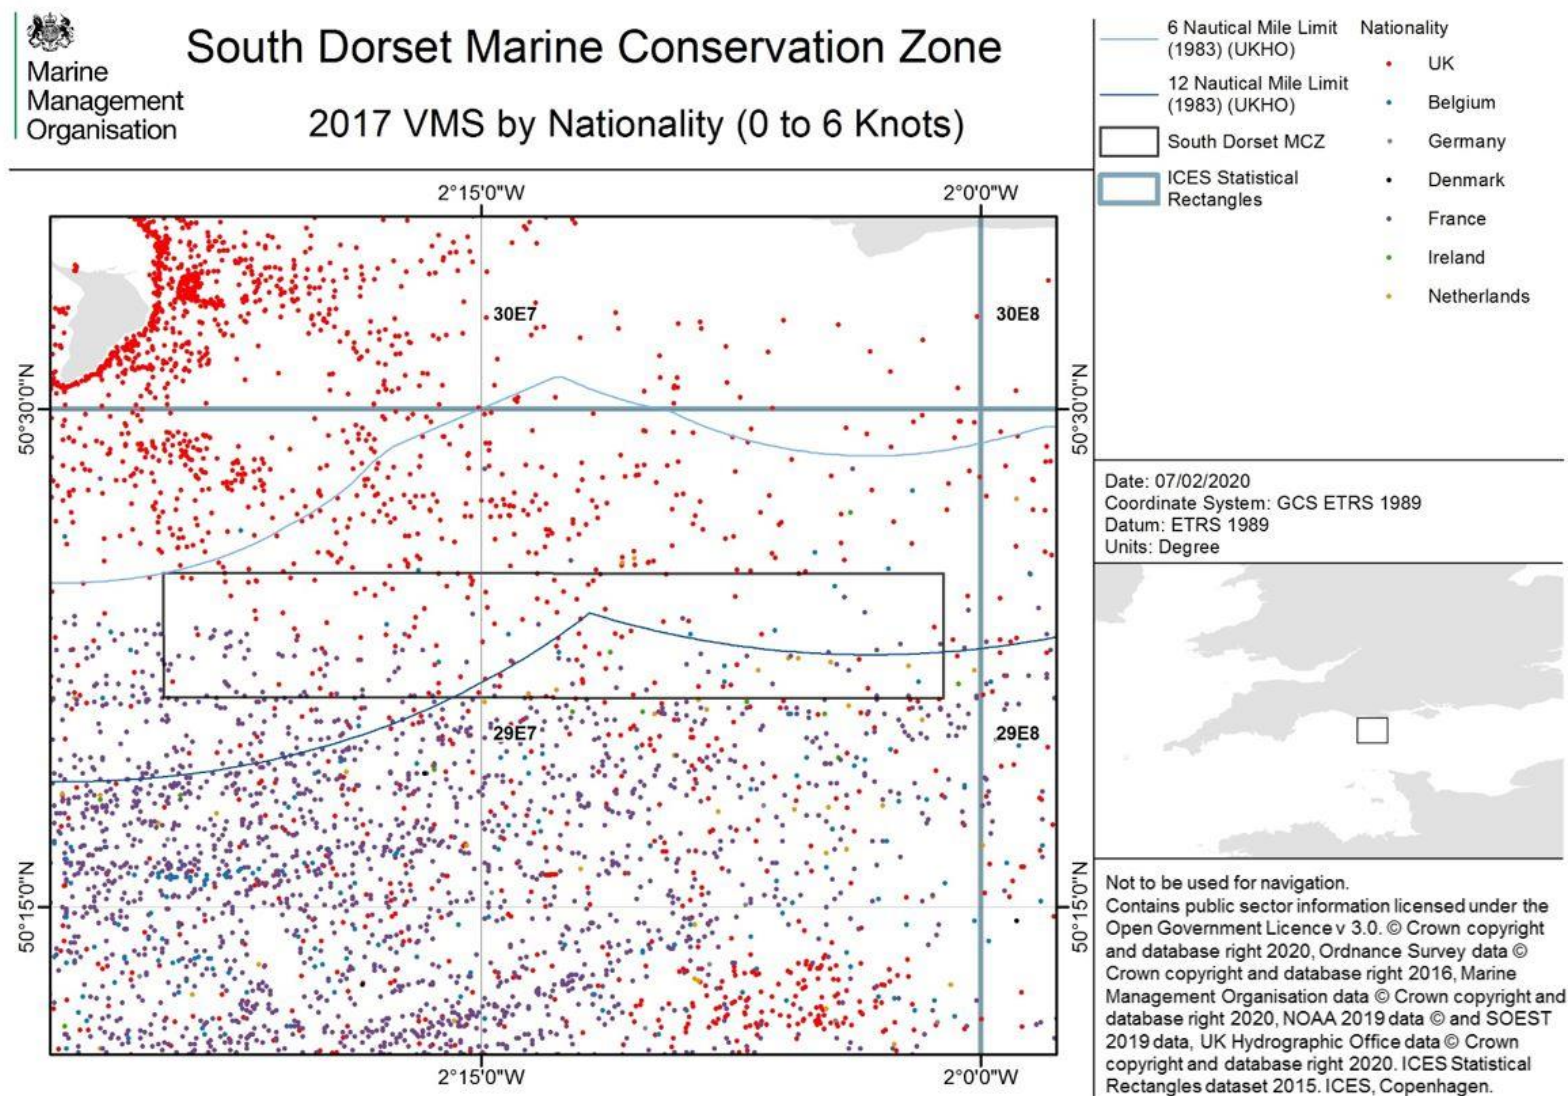 Marine
Management
Organisation
South Dorset Marine Conservation Zone
2017 VMS by Nationality (0 to 6 Knots)
6 Nautical Mile Limit
(1983) (UKHO)
12 Nautical Mile Limit
(1983) (UKHO)
South Dorset MCZ
ICES Statistical
Rectangles
Nationality
UK
Belgium
Germany
Denmark
France
Ireland
Netherlands
2°15'0"W
2°0'0"W
30E7
30E8
50°30'0"N
50°30'0"N
29E7
29E8
50°15'0"N
50°15'0"N
2°15'0"W
2°0'0"W
Date: 07/02/2020
Coordinate System: GCS ETRS 1989
Datum: ETRS 1989
Units: Degree
Not to be used for navigation.
Contains public sector information licensed under the
Open Government Licence v 3.0. © Crown copyright
and database right 2020, Ordnance Survey data ©
Crown copyright and database right 2016, Marine
Management Organisation data © Crown copyright and
database right 2020, NOAA 2019 data © and SOEST
2019 data, UK Hydrographic Office data © Crown
copyright and database right 2020. ICES Statistical
Rectangles dataset 2015. ICES, Copenhagen.